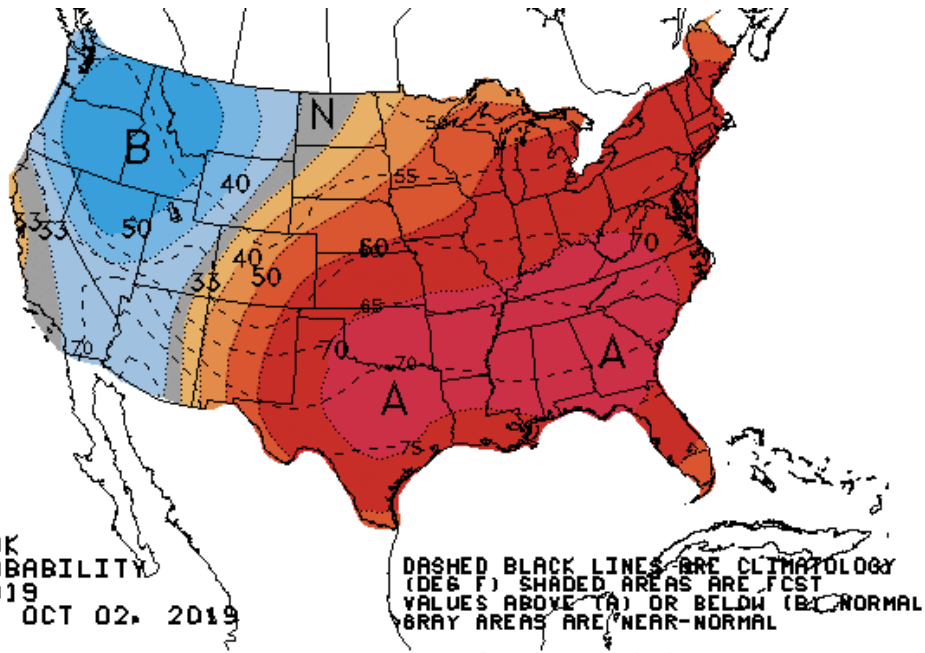 N
50
B
55
40
33 33 50
70
60
40
50
33
65
70 70 A
70
A
75
K
BABILITY
19
OCT 02, 2019
DASHED BLACK LINES ARE CLIMATOLOGY
(DEG F) SHADED AREAS ARE FCST
VALUES ABOVE (A) OR BELOW (B) NORMAL
GRAY AREAS ARE NEAR-NORMAL